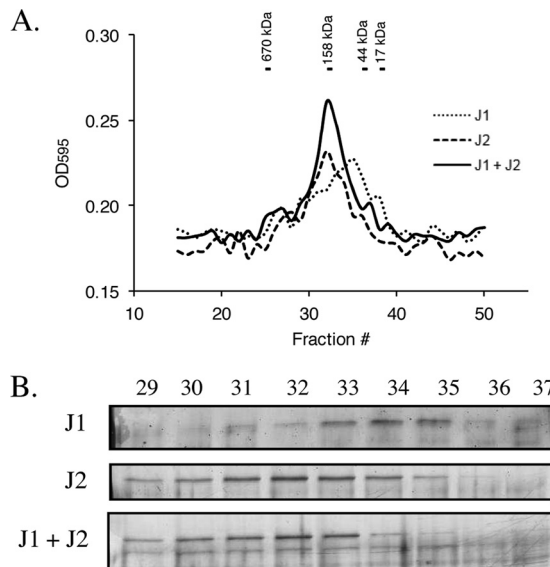 A.
0.30
0.25
0.20
0.15
OD595
670 kDa
158 kDa
44 kDa
17 kDa
J1
J2
J1 + J2
10 20 30 40 50
Fraction #
B.
29 30 31 32 33 34 35 36 37
J1
J2
J1 + J2